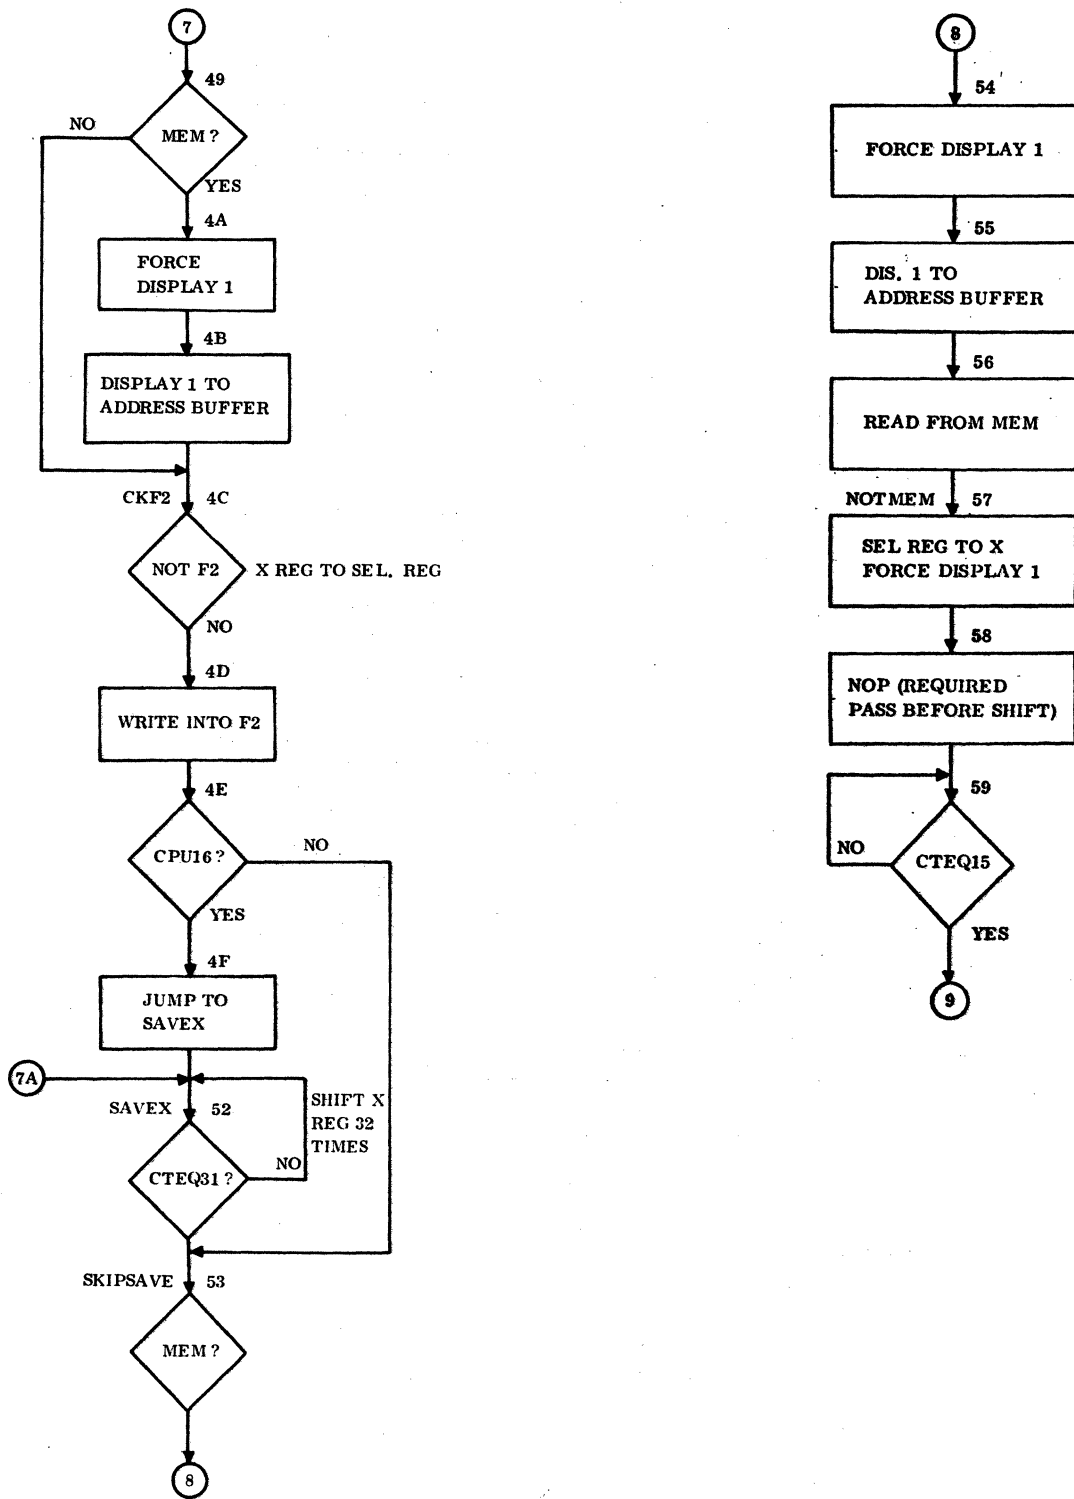 7
49
NO
MEM ?
YES
4A
FORCE
DISPLAY 1
4B
DISPLAY 1 TO
ADDRESS BUFFER
CKF2 4C
NOT F2
X REG TO SEL. REG
NO
4D
WRITE INTO F2
4E
CPU16 ?
NO
YES
4F
JUMP TO
SAVEX
7A
SAVEX 52
SHIFT X
REG 32
TIMES
CTEQ31 ?
NO
SKIPSAVE 53
MEM ?
8
8
54
FORCE DISPLAY 1
55
DIS. 1 TO
ADDRESS BUFFER
56
READ FROM MEM
NOTMEM 57
SEL REG TO X
FORCE DISPLAY 1
58
NOP (REQUIRED
PASS BEFORE SHIFT)
59
NO
CTEQ15
YES
9